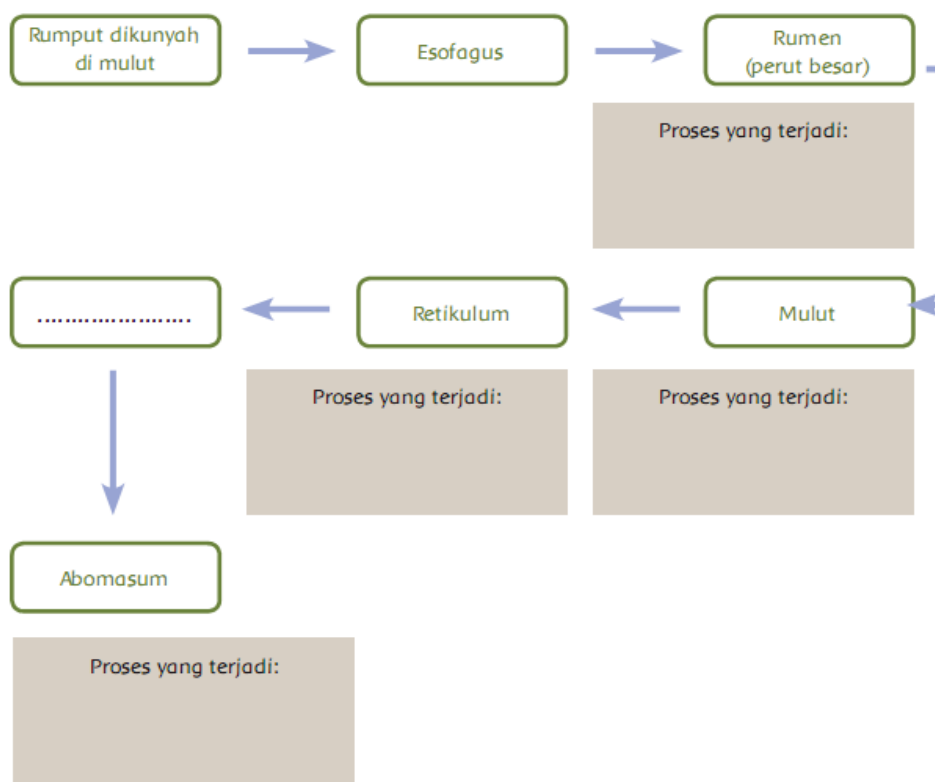 Rumput dikunyah
di mulut
Esofagus
Rumen
(perut besar)
Proses yang terjadi:
Mulut
Retikulum
......................
Proses yang terjadi:
Proses yang terjadi:
Abomasum
Proses yang terjadi: